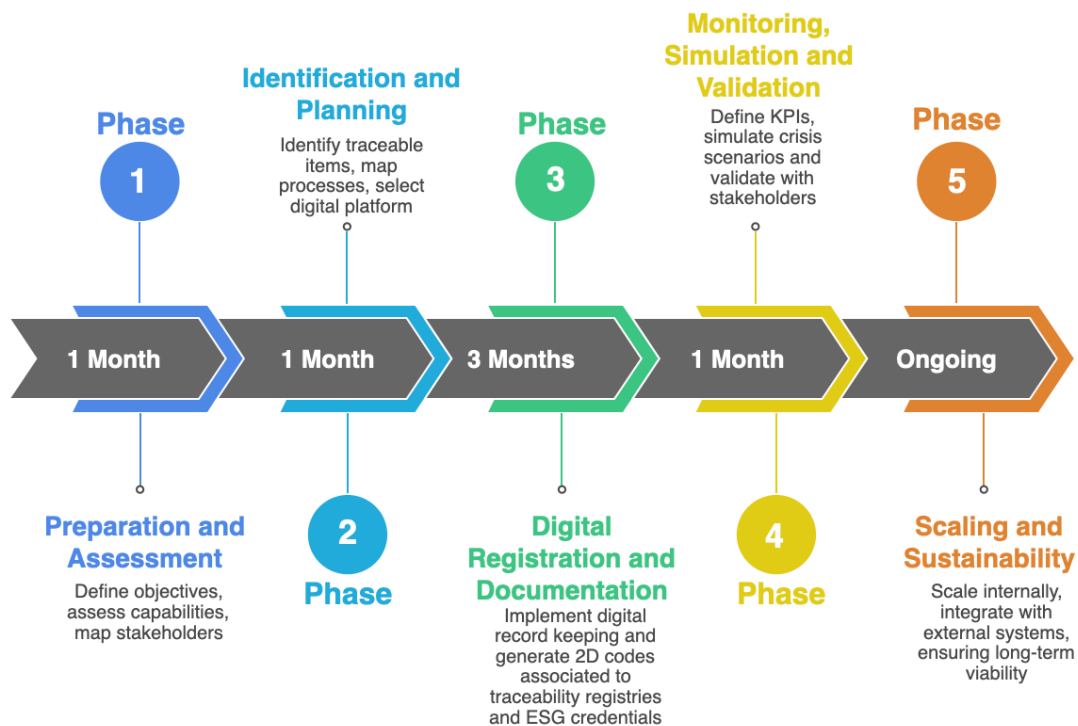 Phase
1
1 Month
Preparation and
Assessment
Define objectives,
assess capabilities,
map stakeholders
Identification and
Planning
Identify traceable
items, map
processes, select
digital platform
1 Month
2
Phase
Phase
3
3 Months
Digital
Registration and
Documentation
Implement digital
record keeping and
generate 2D codes
associated to
traceability registries
and ESG credentials
Monitoring,
Simulation and
Validation
Define KPIs,
simulate crisis
scenarios and
validate with
stakeholders
1 Month
4
Phase
Phase
5
Ongoing
Scaling and
Sustainability
Scale internally,
integrate with
external systems,
ensuring long-term
viability